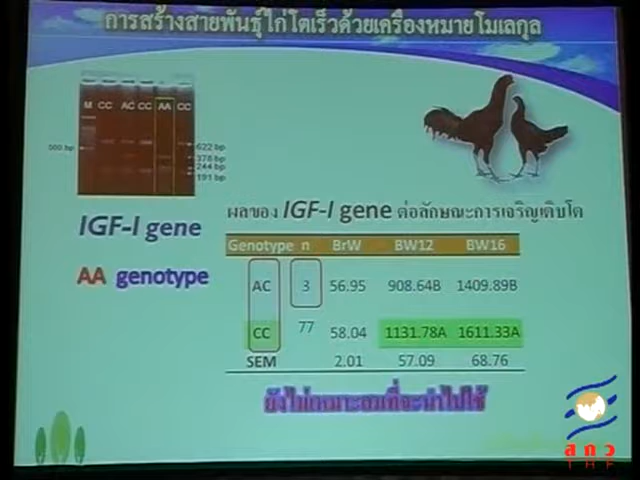 การสร้างสายพันธุ์ไก่โตเร็วด้วยเครื่องหมายโมเลกุล
M CC AC CC AA CC
500 bp
622 bp
378 bp
244 bp
191 bp
IGF-I gene
AA genotype
ผลของ IGF-I gene ต่อลักษณะการเจริญเติบโต
Genotype n BrW BW12 BW16
AC 3 56.95 908.64B 1409.89B
CC 77 58.04 1131.78A 1611.33A
SEM 2.01 57.09 68.76
ยังไม่เหมาะสมที่จะนำไปใช้
สกว
TRF